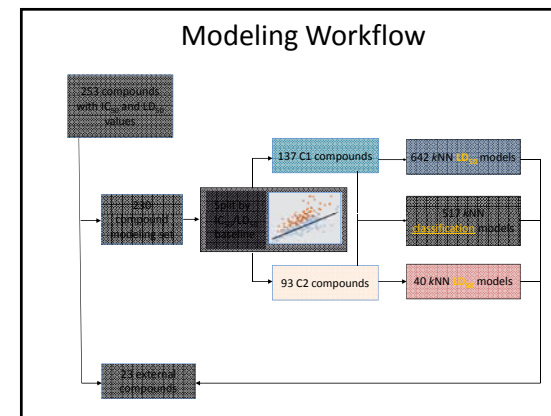 Modeling Workflow
253 compounds
with IC50 and LD50
values
137 C1 compounds
642 kNN LD50 models
230
compound
modeling set
Split by
IC50/LD50
baseline
517 kNN
classification models
93 C2 compounds
40 kNN LD50 models
23 external
compounds